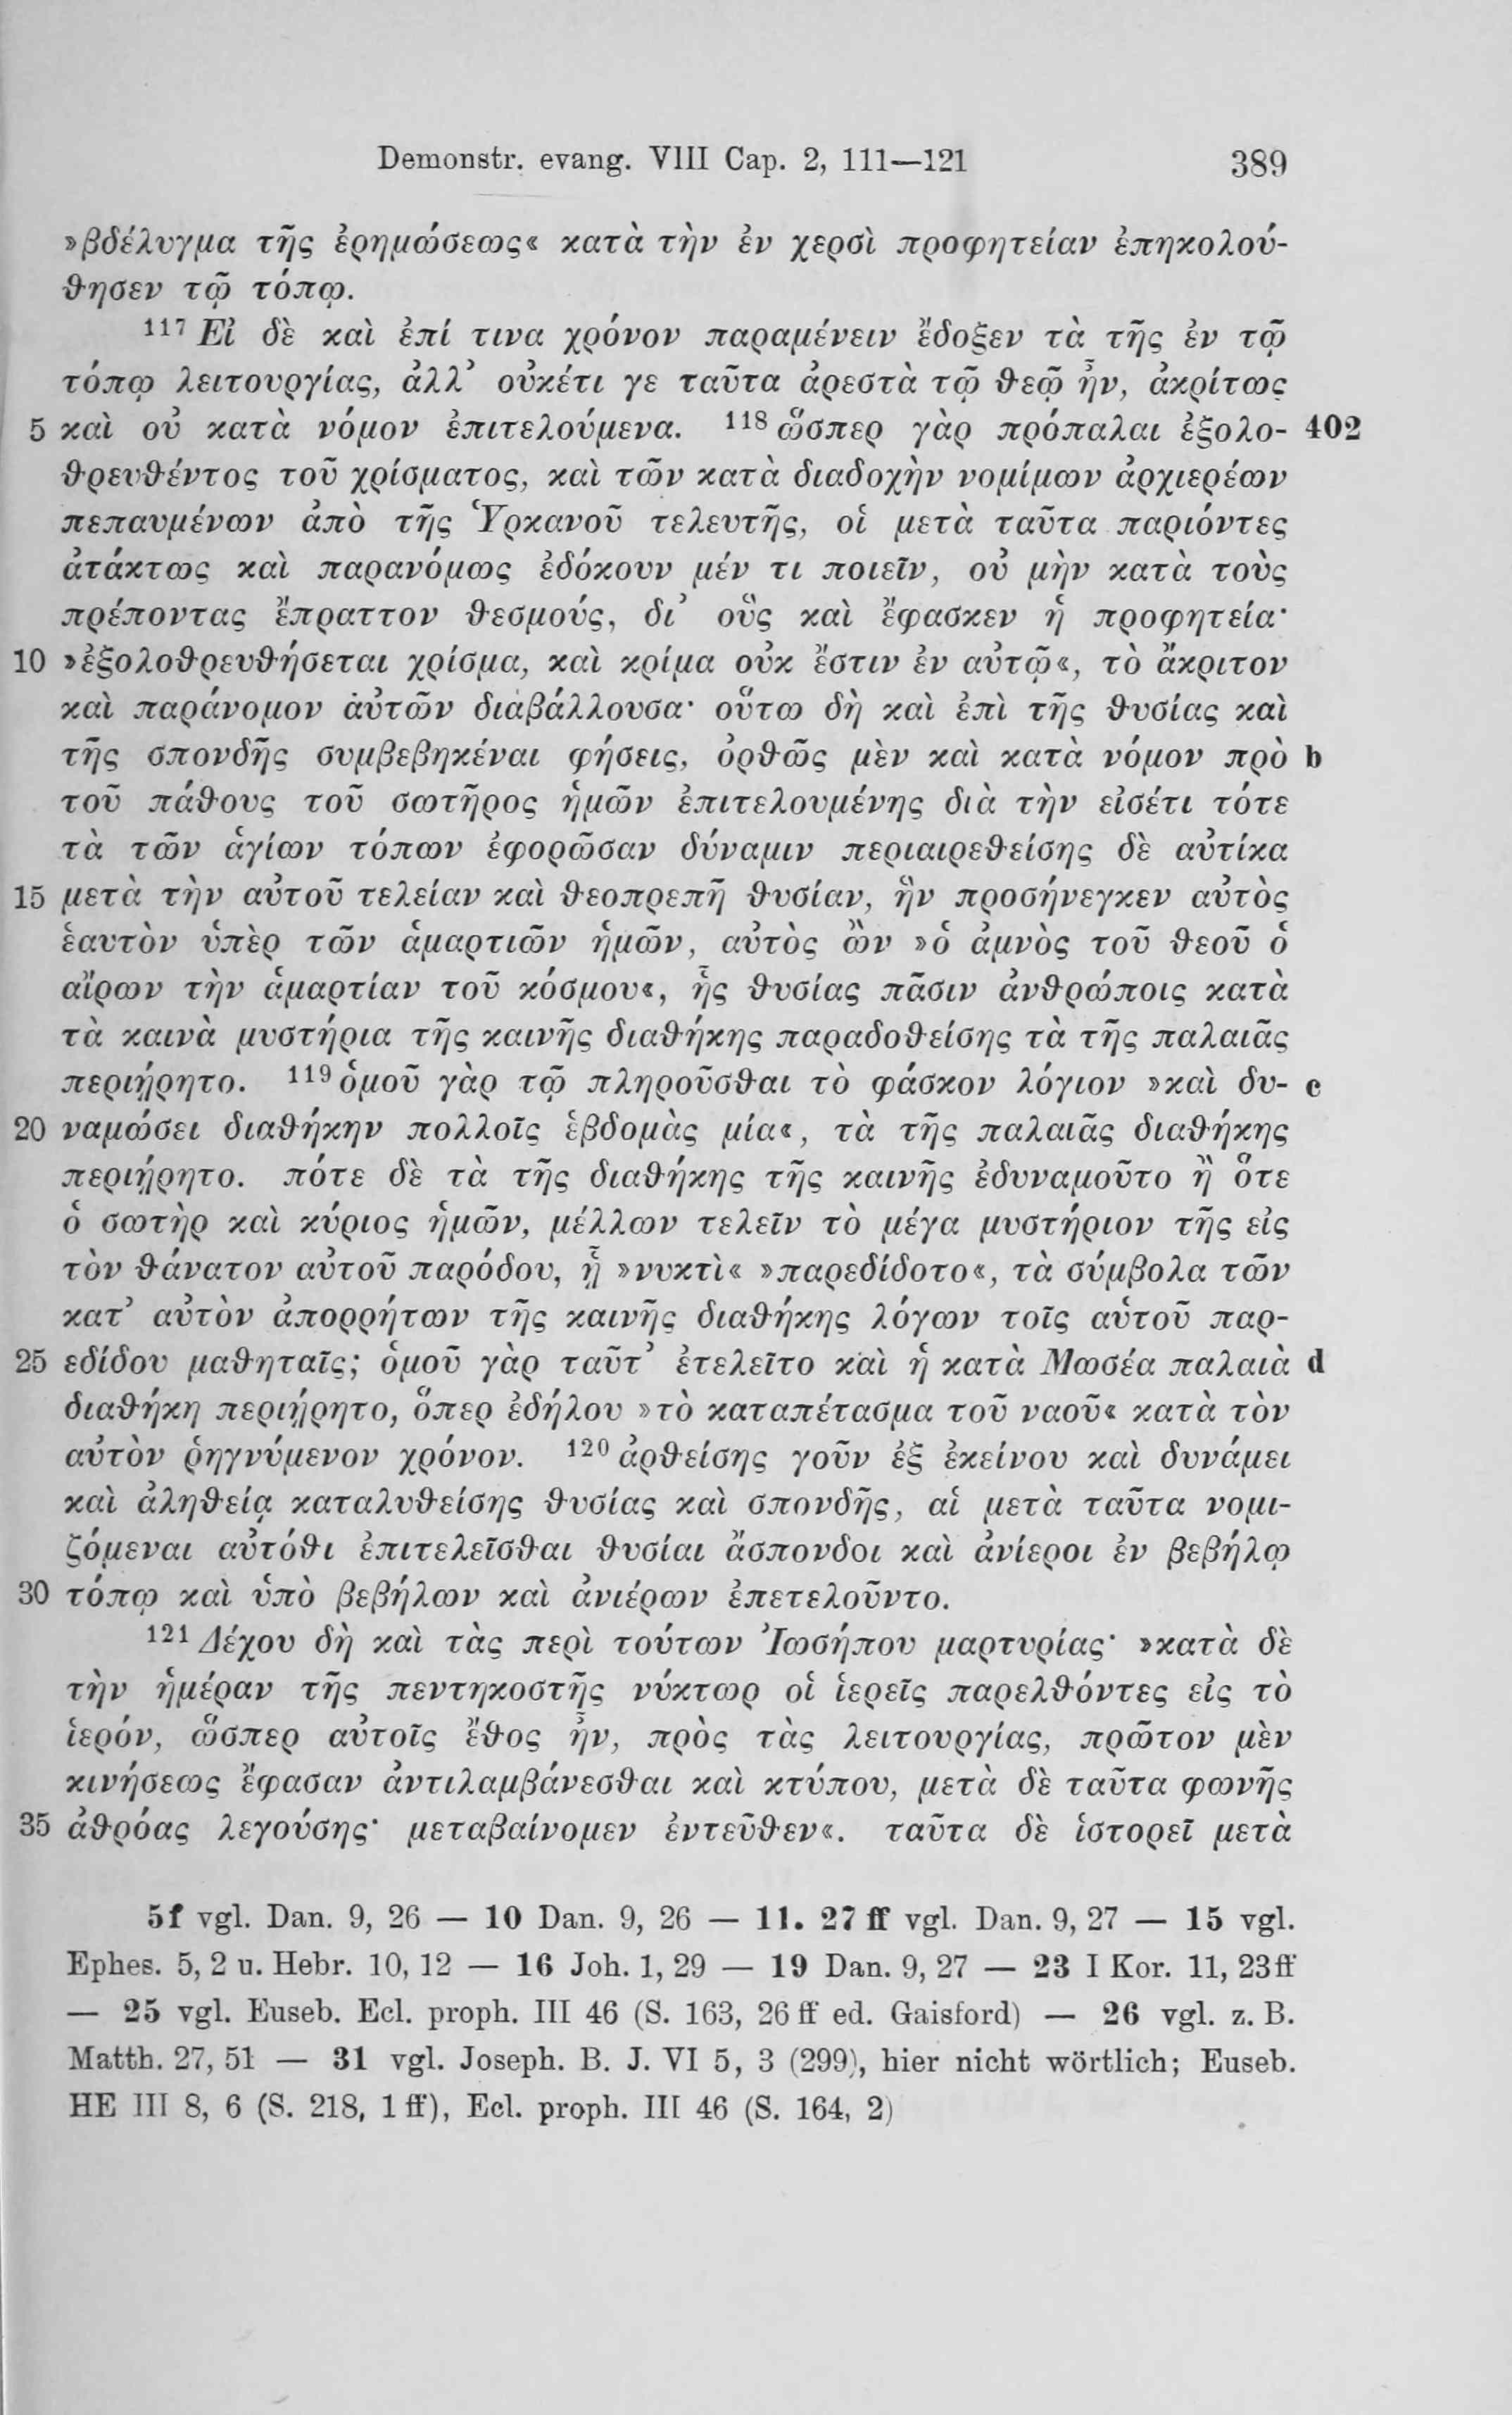 Demonstr. evang. VIII Cap. 2, 111—121 389
»βδέλυγμα τῆς ἐρημώσεως« κατὰ τὴν ἐν χερσὶ προφητείαν ἐπηκολού-
θησεν τῷ τόπῳ.
117 Εἰ δὲ καὶ ἐπί τινα χρόνον παραμένειν ἔδοξεν τὰ τῆς ἐν τῷ
τόπῳ λειτουργίας, ἀλλ’ οὐκέτι γε ταῦτα ἀρεστὰ τῷ θεῷ ἦν, ἀκρίτως
5 καὶ οὐ κατὰ νόμον ἐπιτελούμενα. 118 ὥσπερ γὰρ πρόπαλαι ἐξολο- 402
θρευθέντος τοῦ χρίσματος, καὶ τῶν κατὰ διαδοχὴν νομίμων ἀρχιερέων
πεπαυμένων ἀπὸ τῆς Ὑρκανοῦ τελευτῆς, οἱ μετὰ ταῦτα παριόντες
ἀτάκτως καὶ παρανόμως ἐδόκουν μέν τι ποιεῖν, οὐ μὴν κατὰ τοὺς
πρέποντας ἔπραττον θεσμούς, δι’ οὓς καὶ ἔφασκεν ἡ προφητεία·
10 »ἐξολοθρευθήσεται χρίσμα, καὶ κρίμα οὐκ ἔστιν ἐν αὐτῷ«, τὸ ἄκριτον
καὶ παράνομον αὐτῶν διαβάλλουσα· οὕτω δὴ καὶ ἐπὶ τῆς θυσίας καὶ
τῆς σπονδῆς συμβεβηκέναι φήσεις, ὀρθῶς μὲν καὶ κατὰ νόμον πρὸ b
τοῦ πάθους τοῦ σωτῆρος ἡμῶν ἐπιτελουμένης διὰ τὴν εἰσέτι τότε
τὰ τῶν ἁγίων τόπων ἐφορῶσαν δύναμιν περιαιρεθείσης δὲ αὐτίκα
15 μετὰ τὴν αὐτοῦ τελείαν καὶ θεοπρεπῆ θυσίαν, ἣν προσήνεγκεν αὐτὸς
ἑαυτὸν ὑπὲρ τῶν ἁμαρτιῶν ἡμῶν, αὐτὸς ὢν »ὁ ἀμνὸς τοῦ θεοῦ ὁ
αἴρων τὴν ἁμαρτίαν τοῦ κόσμου«, ἧς θυσίας πᾶσιν ἀνθρώποις κατὰ
τὰ καινὰ μυστήρια τῆς καινῆς διαθήκης παραδοθείσης τὰ τῆς παλαιᾶς
περιῄρητο. 119 ὁμοῦ γὰρ τῷ πληροῦσθαι τὸ φάσκον λόγιον »καὶ δυ- c
20 ναμώσει διαθήκην πολλοῖς ἑβδομὰς μία«, τὰ τῆς παλαιᾶς διαθήκης
περιῄρητο. πότε δὲ τὰ τῆς διαθήκης τῆς καινῆς ἐδυναμοῦτο ἢ ὅτε
ὁ σωτὴρ καὶ κύριος ἡμῶν, μέλλων τελεῖν τὸ μέγα μυστήριον τῆς εἰς
τὸν θάνατον αὐτοῦ παρόδου, ᾗ »νυκτὶ« »παρεδίδοτο«, τὰ σύμβολα τῶν
κατ’ αὐτὸν ἀπορρήτων τῆς καινῆς διαθήκης λόγων τοῖς αὑτοῦ παρ-
25 εδίδου μαθηταῖς; ὁμοῦ γὰρ ταῦτ’ ἐτελεῖτο καὶ ἡ κατὰ Μωσέα παλαιὰ d
διαθήκη περιῄρητο, ὅπερ ἐδήλου »τὸ καταπέτασμα τοῦ ναοῦ« κατὰ τὸν
αὐτὸν ῥηγνύμενον χρόνον. 120 ἀρθείσης γοῦν ἐξ ἐκείνου καὶ δυνάμει
καὶ ἀληθείᾳ καταλυθείσης θυσίας καὶ σπονδῆς, αἱ μετὰ ταῦτα νομι-
ζόμεναι αὐτόθι ἐπιτελεῖσθαι θυσίαι ἄσπονδοι καὶ ἀνίεροι ἐν βεβήλῳ
30 τόπῳ καὶ ὑπὸ βεβήλων καὶ ἀνιέρων ἐπετελοῦντο.
121 Δέχου δὴ καὶ τὰς περὶ τούτων Ἰωσήπου μαρτυρίας· »κατὰ δὲ
τὴν ἡμέραν τῆς πεντηκοστῆς νύκτωρ οἱ ἱερεῖς παρελθόντες εἰς τὸ
ἱερόν, ὥσπερ αὐτοῖς ἔθος ἦν, πρὸς τὰς λειτουργίας, πρῶτον μὲν
κινήσεως ἔφασαν ἀντιλαμβάνεσθαι καὶ κτύπου, μετὰ δὲ ταῦτα φωνῆς
35 ἀθρόας λεγούσης· μεταβαίνομεν ἐντεῦθεν«. ταῦτα δὲ ἱστορεῖ μετὰ
5f vgl. Dan. 9, 26 — 10 Dan. 9, 26 — 11. 27 ff vgl. Dan. 9, 27 — 15 vgl.
Ephes. 5, 2 u. Hebr. 10, 12 — 16 Joh. 1, 29 — 19 Dan. 9, 27 — 23 I Kor. 11, 23 ff
— 25 vgl. Euseb. Ecl. proph. III 46 (S. 163, 26 ff ed. Gaisford) — 26 vgl. z. B.
Matth. 27, 51 — 31 vgl. Joseph. B. J. VI 5, 3 (299), hier nicht wörtlich; Euseb.
HE III 8, 6 (S. 218, 1 ff), Ecl. proph. III 46 (S. 164, 2)